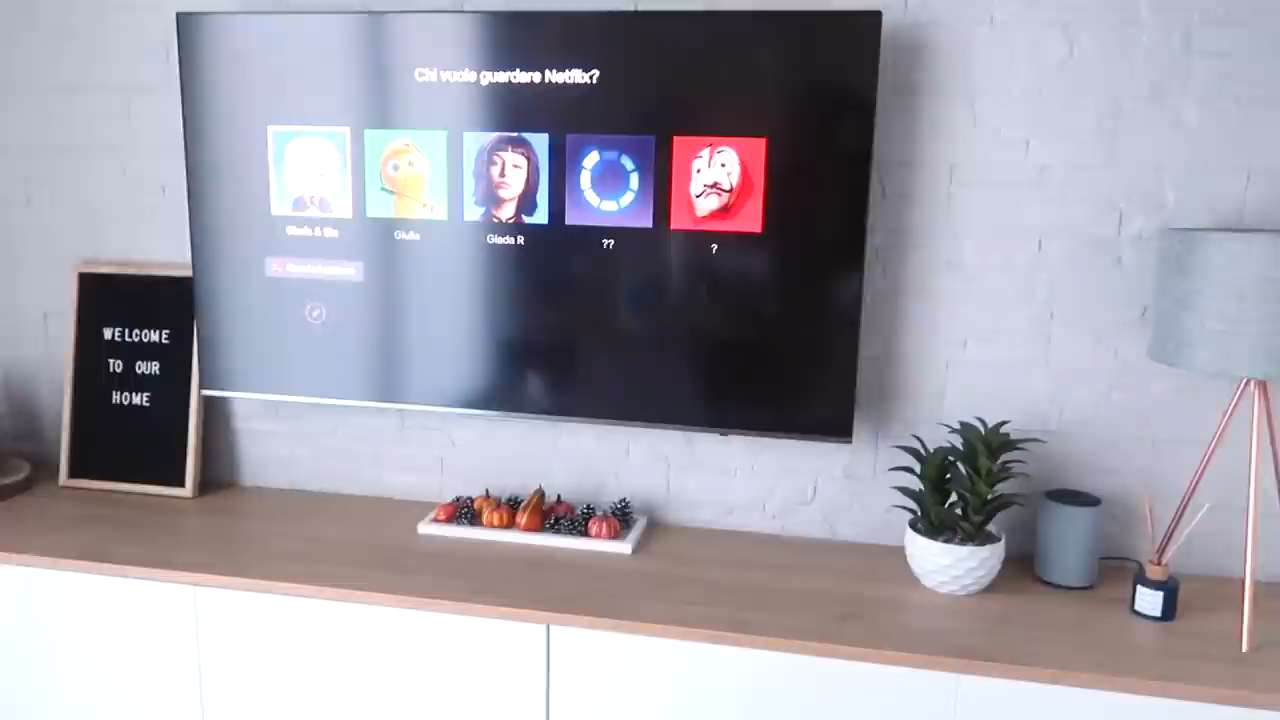 Chi vuole guardare Netflix?
Giulia
Giada R
??
?
WELCOME
TO OUR
HOME